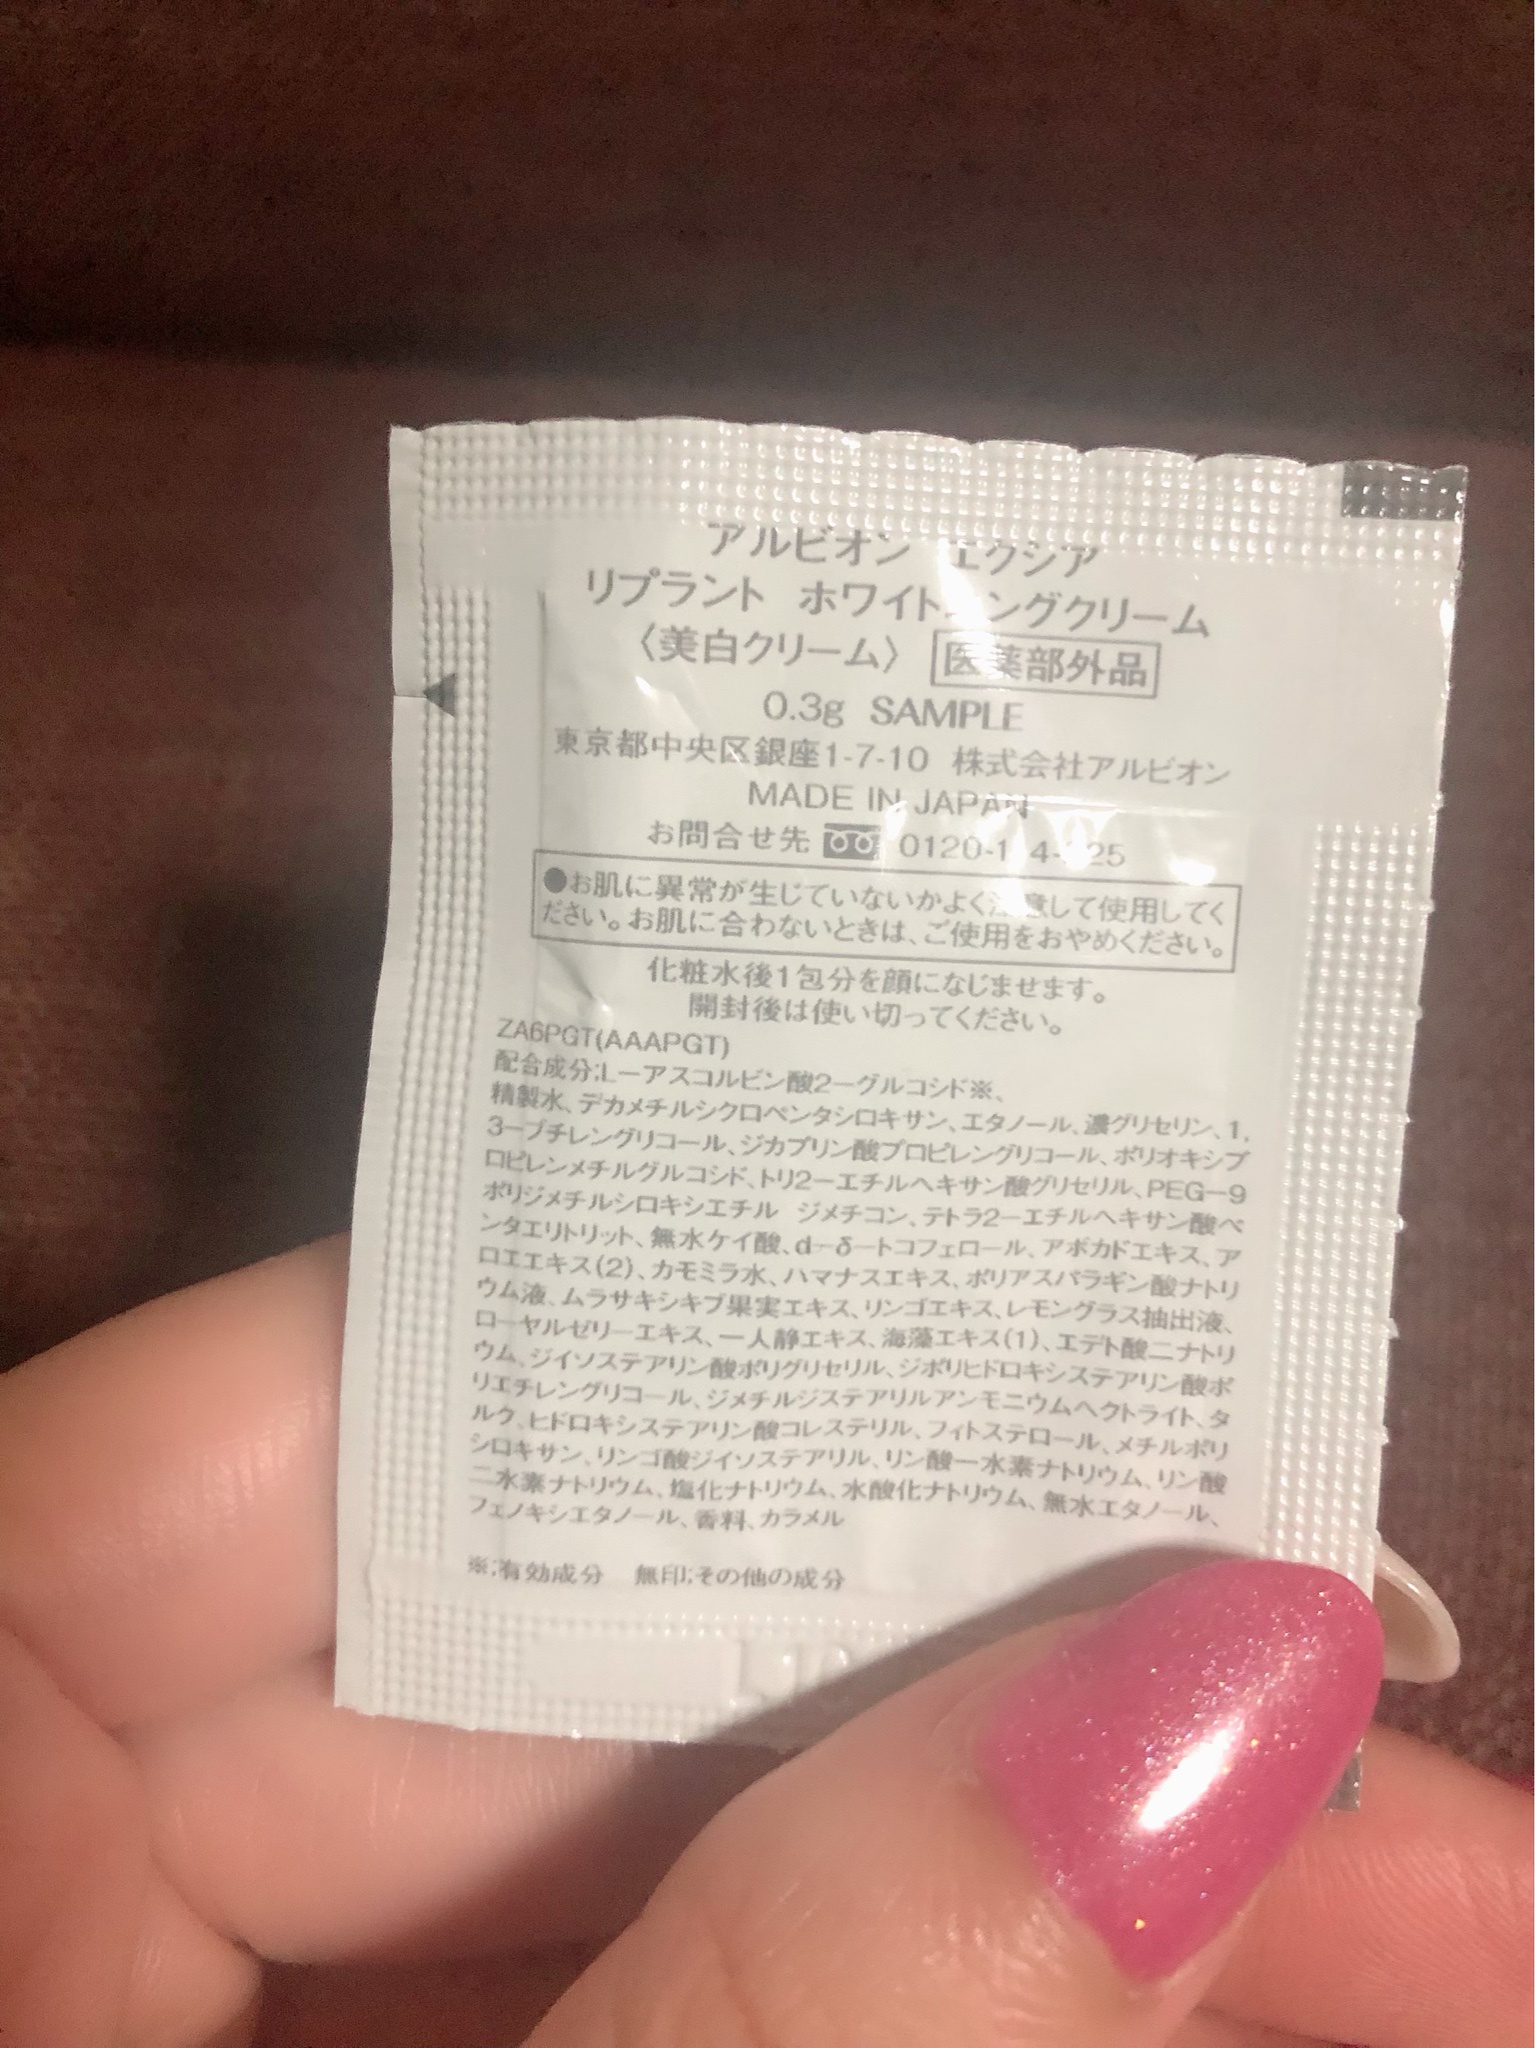 アルビオン エクシア
リプラント ホワイトニングクリーム
〈美白クリーム〉 医薬部外品
0.3g SAMPLE
東京都中央区銀座1-7-10 株式会社アルビオン
MADE IN JAPAN
お問合せ先
●お肌に異常が生じていないかよく注意して使用してく
ださい。お肌に合わないときは、ご使用をおやめください。
化粧水後1包分を顔になじませます。
開封後は使い切ってください。
ZA6PGT(AAAPGT)
配合成分;L－アスコルビン酸2－グルコシド※、
精製水、デカメチルシクロペンタシロキサン、エタノール、濃グリセリン、1,
3－ブチレングリコール、ジカプリン酸プロピレングリコール、ポリオキシプ
ロピレンメチルグルコシド、トリ2－エチルヘキサン酸グリセリル、PEG－9
ポリジメチルシロキシエチル ジメチコン、テトラ2－エチルヘキサン酸ペ
ンタエリトリット、無水ケイ酸、d－δ－トコフェロール、アボカドエキス、ア
ロエエキス(2)、カモミラ水、ハマナスエキス、ポリアスパラギン酸ナトリ
ウム液、ムラサキシキブ果実エキス、リンゴエキス、レモングラス抽出液、
ローヤルゼリーエキス、一人静エキス、海藻エキス(1)、エデト酸二ナトリ
ウム、ジイソステアリン酸ポリグリセリル、ジポリヒドロキシステアリン酸ポ
リエチレングリコール、ジメチルジステアリルアンモニウムヘクトライト、タ
ルク、ヒドロキシステアリン酸コレステリル、フィトステロール、メチルポリ
シロキサン、リンゴ酸ジイソステアリル、リン酸一水素ナトリウム、リン酸
二水素ナトリウム、塩化ナトリウム、水酸化ナトリウム、無水エタノール、
フェノキシエタノール、香料、カラメル
※;有効成分 無印;その他の成分